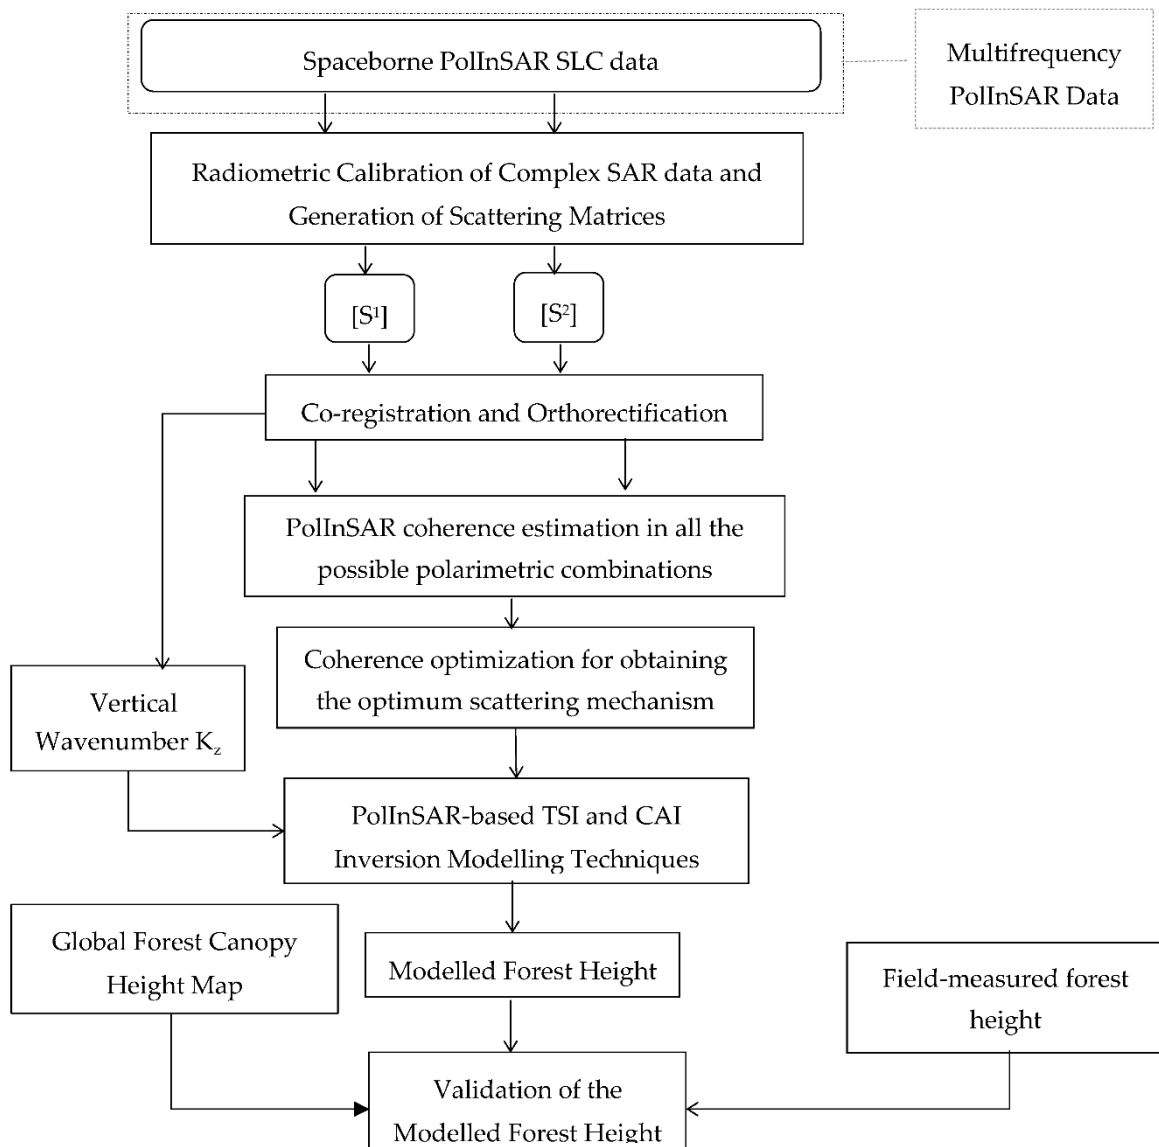 Spaceborne PolInSAR SLC data
Multifrequency
PolInSAR Data
Radiometric Calibration of Complex SAR data and
Generation of Scattering Matrices
[S¹]
[S²]
Co-registration and Orthorectification
PolInSAR coherence estimation in all the
possible polarimetric combinations
Coherence optimization for obtaining
the optimum scattering mechanism
Vertical
Wavenumber K_z
PolInSAR-based TSI and CAI
Inversion Modelling Techniques
Global Forest Canopy
Height Map
Modelled Forest Height
Field-measured forest
height
Validation of the
Modelled Forest Height